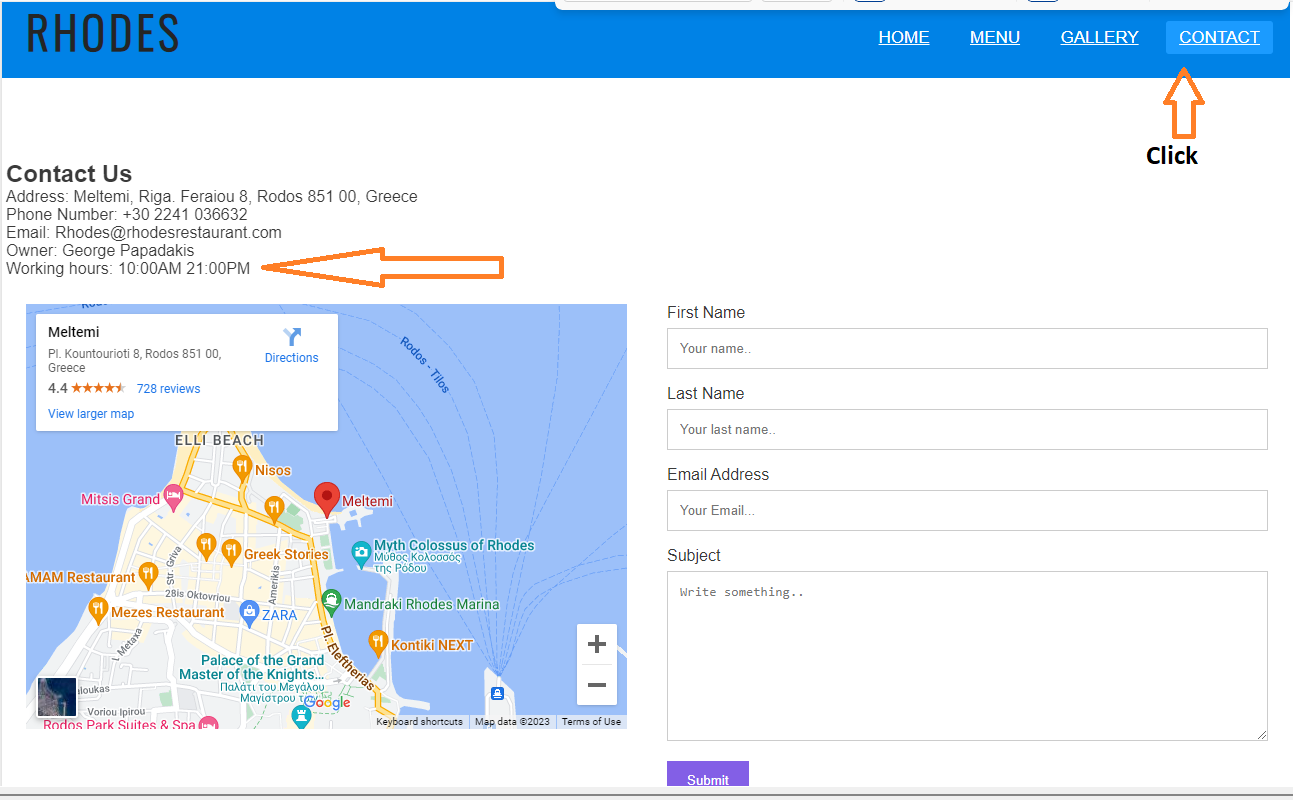 RHODES
HOME MENU GALLERY CONTACT
Click
Contact Us
Address: Meltemi, Riga. Feraiou 8, Rodos 851 00, Greece
Phone Number: +30 2241 036632
Email: Rhodes@rhodesrestaurant.com
Owner: George Papadakis
Working hours: 10:00AM 21:00PM
Meltemi
Pl. Kountourioti 8, Rodos 851 00,
Greece
Directions
4.4 728 reviews
View larger map
Rodos - Tilos
ELLI BEACH
Nisos
Mitsis Grand
Meltemi
Myth Colossus of Rhodes
Μύθος Κολοσσός
της Ρόδου
Greek Stories
Str. Griva
Amerikis
AMAM Restaurant
28is Oktovriou
Mandraki Rhodes Marina
Mezes Restaurant
ZARA
L Metaxa
Pl. Eleftherias
Kontiki NEXT
Palace of the Grand
Master of the Knights...
Παλάτι του Μεγάλου
Μαγίστρου
Google
Voriou Ipirou
Rodos Park Suites & Spa
Keyboard shortcuts Map data ©2023 Terms of Use
First Name
Your name..
Last Name
Your last name..
Email Address
Your Email...
Subject
Write something..
Submit